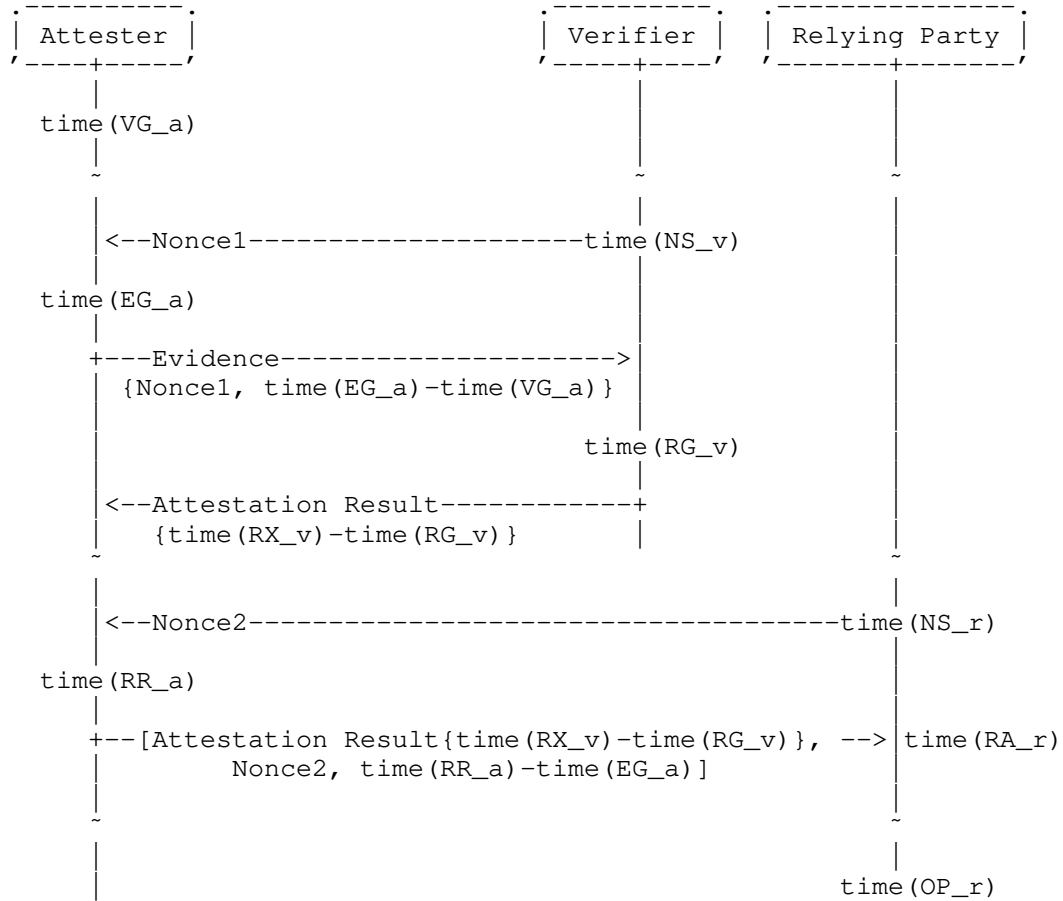 .----------. .----------. .---------------.
| Attester | | Verifier | | Relying Party |
'----+-----' '-----+----' '-------+-------'
time(VG_a)
~ ~ ~
<--Nonce1---------------------time(NS_v)
time(EG_a)
+---Evidence--------------------->
{Nonce1, time(EG_a)-time(VG_a)}
time(RG_v)
<--Attestation Result------------+
{time(RX_v)-time(RG_v)}
~ ~
<--Nonce2-------------------------------------time(NS_r)
time(RR_a)
+--[Attestation Result{time(RX_v)-time(RG_v)}, -->|time(RA_r)
Nonce2, time(RR_a)-time(EG_a)]
~ ~
time(OP_r)